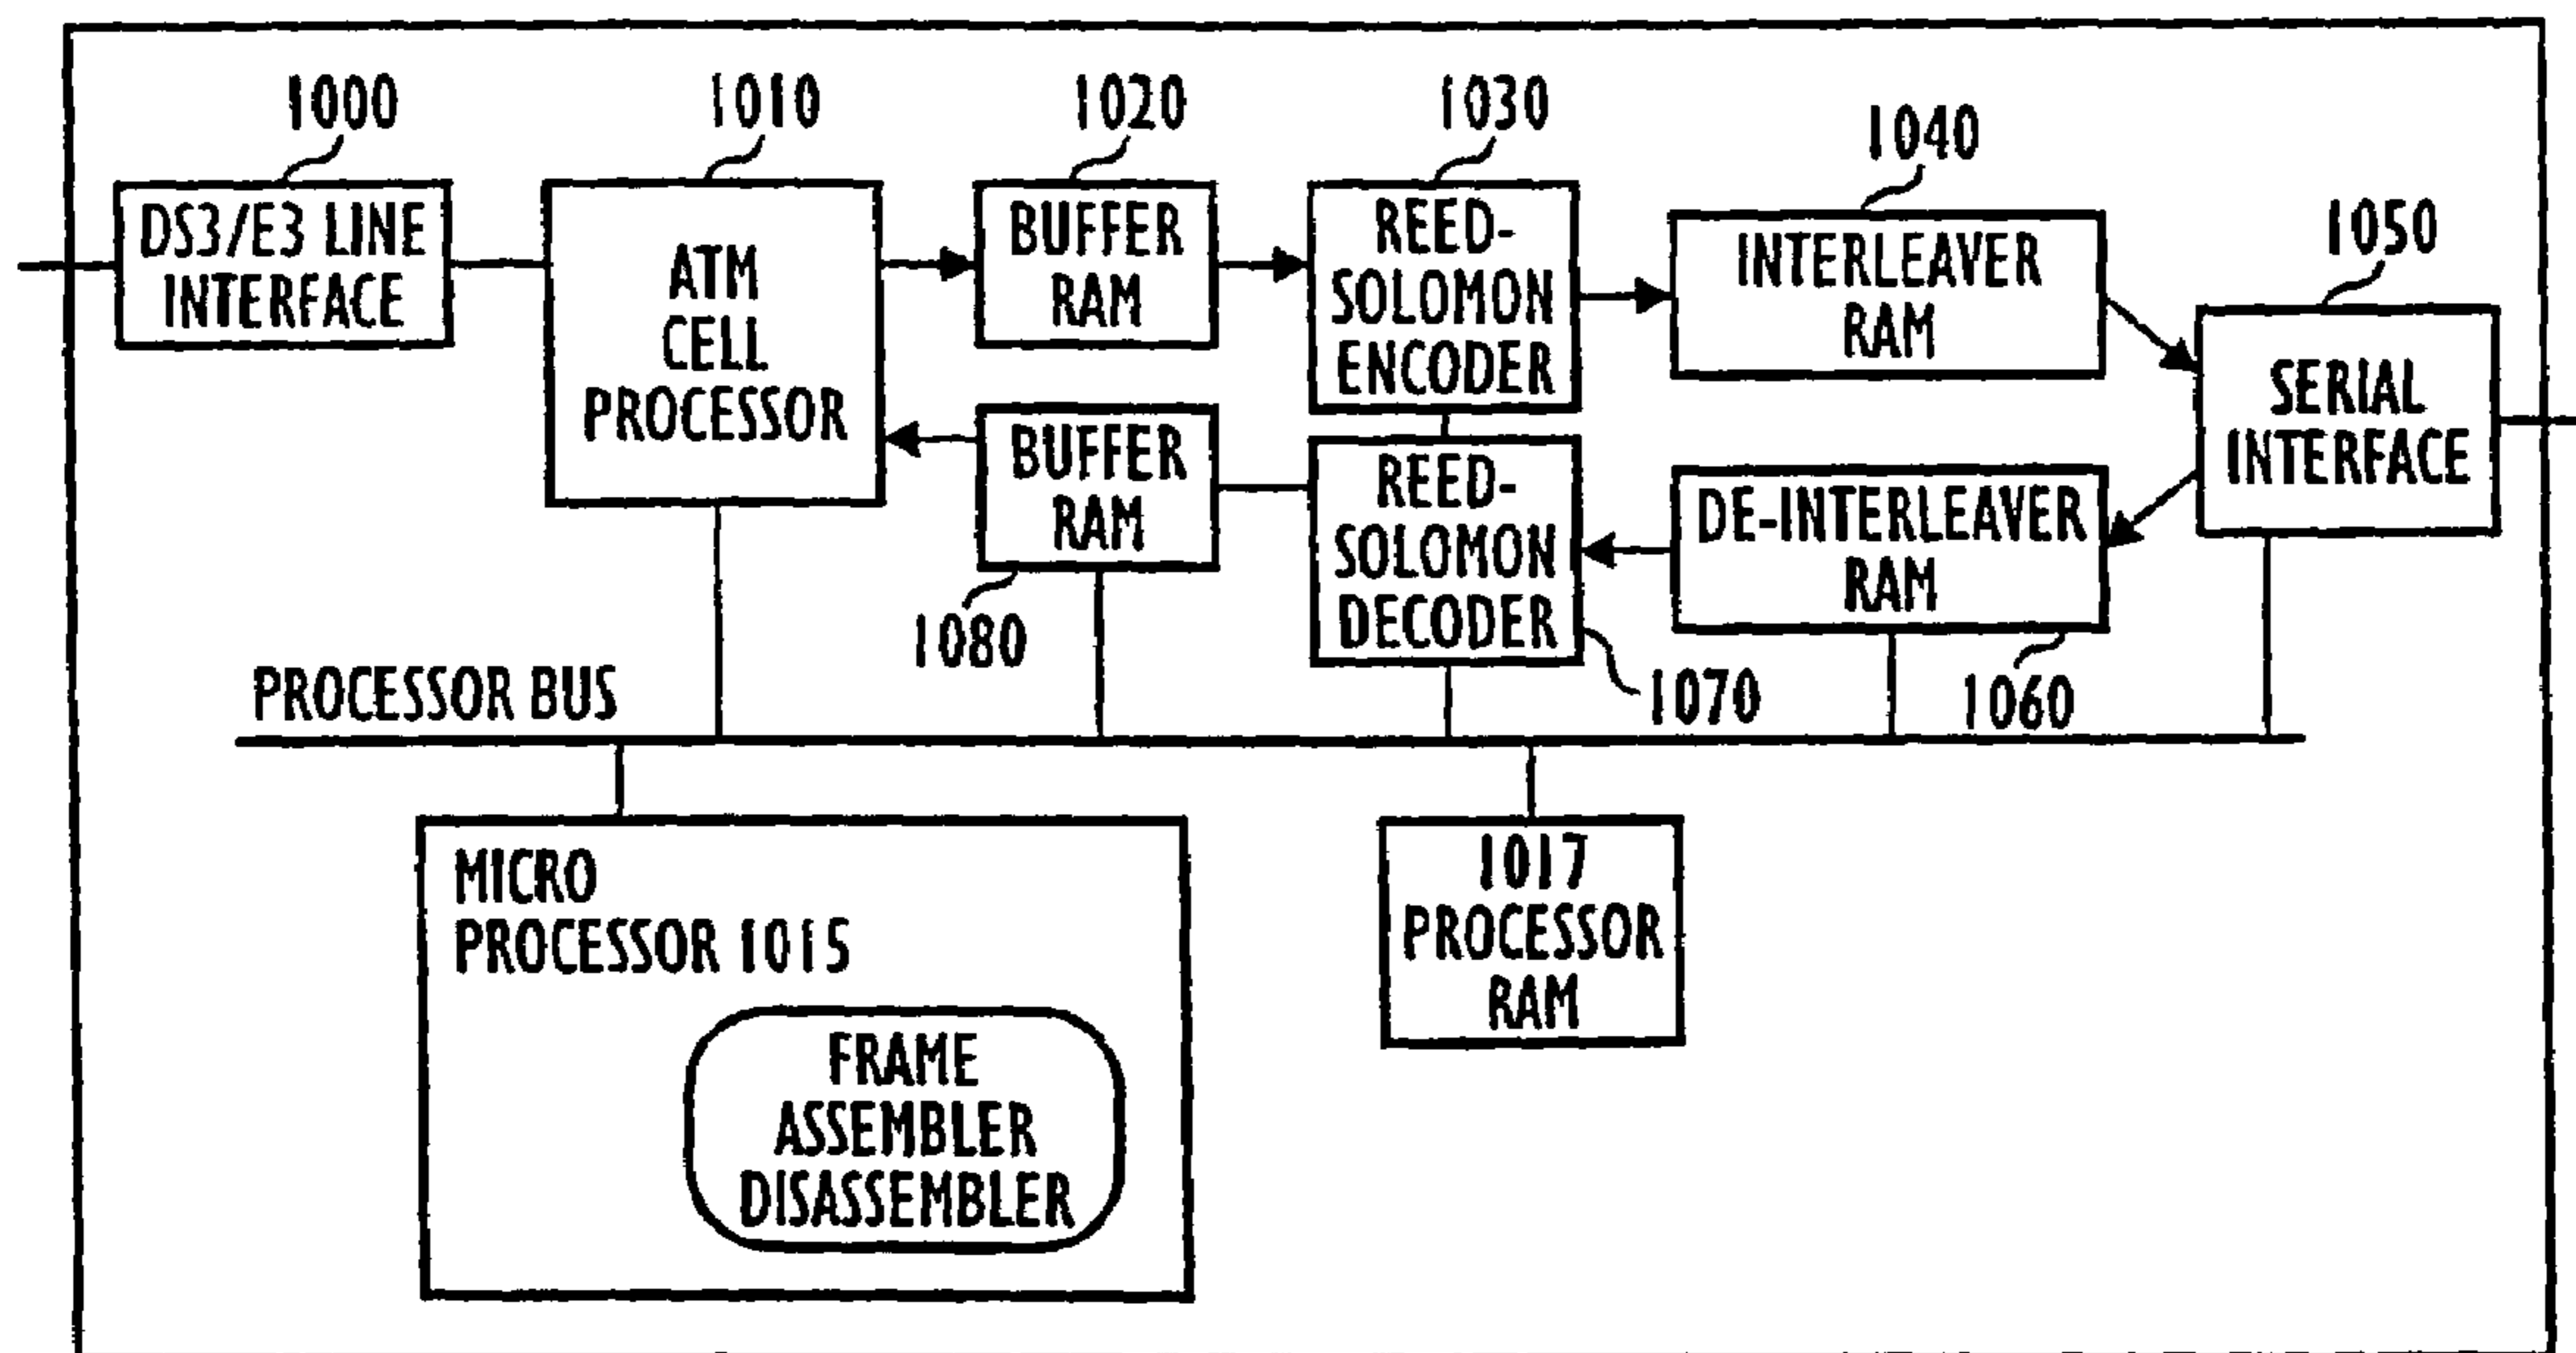 1000
1010
1020
1030
1040
1050
DS3/E3 LINE
INTERFACE
ATM
CELL
PROCESSOR
BUFFER
RAM
REED-
SOLOMON
ENCODER
INTERLEAVER
RAM
SERIAL
INTERFACE
BUFFER
RAM
1080
REED-
SOLOMON
DECODER
1070
DE-INTERLEAVER
RAM
1060
PROCESSOR BUS
MICRO
PROCESSOR 1015
FRAME
ASSEMBLER
DISASSEMBLER
1017
PROCESSOR
RAM